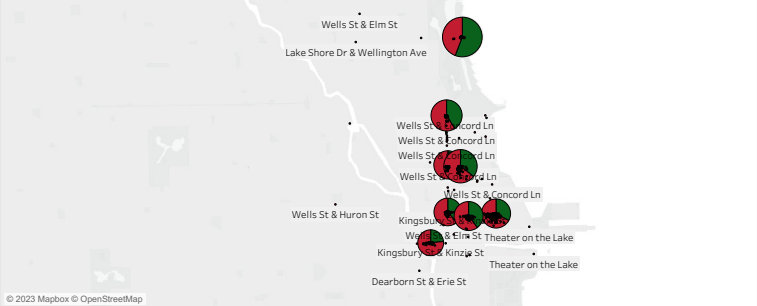 Wells St & Elm St
Lake Shore Dr & Wellington Ave
Wells St & Concord Ln
Wells St & Concord Ln
Wells St & Concord Ln
Wells St & Concord Ln
Wells St & Concord Ln
Wells St & Huron St
Kingsbury
Wells St & Elm St
Theater on the Lake
Kingsbury & Kinzie St
Theater on the Lake
Dearborn St & Erie St
© 2023 Mapbox © OpenStreetMap